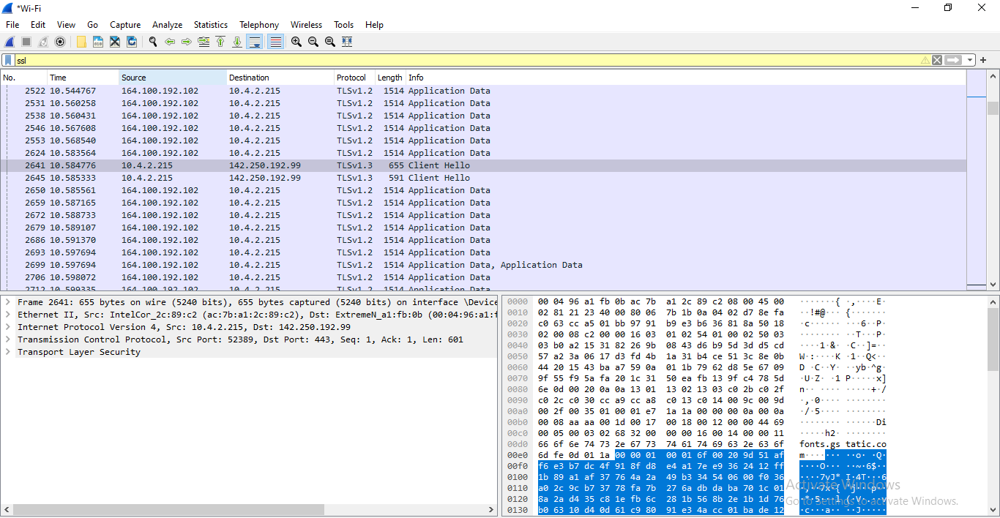 *Wi-Fi
File Edit View Go Capture Analyze Statistics Telephony Wireless Tools Help
ssl
No. Time Source Destination Protocol Length Info
2522 10.544767 164.100.192.102 10.4.2.215 TLSv1.2 1514 Application Data
2531 10.560258 164.100.192.102 10.4.2.215 TLSv1.2 1514 Application Data
2538 10.560431 164.100.192.102 10.4.2.215 TLSv1.2 1514 Application Data
2546 10.567608 164.100.192.102 10.4.2.215 TLSv1.2 1514 Application Data
2553 10.568540 164.100.192.102 10.4.2.215 TLSv1.2 1514 Application Data
2624 10.583564 164.100.192.102 10.4.2.215 TLSv1.2 1514 Application Data
2641 10.584776 10.4.2.215 142.250.192.99 TLSv1.3 655 Client Hello
2645 10.585333 10.4.2.215 142.250.192.99 TLSv1.3 591 Client Hello
2650 10.585561 164.100.192.102 10.4.2.215 TLSv1.2 1514 Application Data
2659 10.587165 164.100.192.102 10.4.2.215 TLSv1.2 1514 Application Data
2672 10.588733 164.100.192.102 10.4.2.215 TLSv1.2 1514 Application Data
2679 10.589107 164.100.192.102 10.4.2.215 TLSv1.2 1514 Application Data
2686 10.591370 164.100.192.102 10.4.2.215 TLSv1.2 1514 Application Data
2693 10.597694 164.100.192.102 10.4.2.215 TLSv1.2 1514 Application Data
2699 10.597694 164.100.192.102 10.4.2.215 TLSv1.2 1514 Application Data, Application Data
2706 10.598072 164.100.192.102 10.4.2.215 TLSv1.2 1514 Application Data
2712 10.599335 164.100.192.102 10.4.2.215 TLSv1.2 1514 Application Data
Frame 2641: 655 bytes on wire (5240 bits), 655 bytes captured (5240 bits) on interface \Device
Ethernet II, Src: IntelCor_2c:89:c2 (ac:7b:a1:2c:89:c2), Dst: ExtremeN_a1:fb:0b (00:04:96:a1:f
Internet Protocol Version 4, Src: 10.4.2.215, Dst: 142.250.192.99
Transmission Control Protocol, Src Port: 52389, Dst Port: 443, Seq: 1, Ack: 1, Len: 601
Transport Layer Security
0000 00 04 96 a1 fb 0b ac 7b a1 2c 89 c2 08 00 45 00 ·······{ ·,····E·
0010 02 81 21 23 40 00 80 06 7b 1b 0a 04 02 d7 8e fa ··!#@··· {·······
0020 c0 63 cc a5 01 bb 97 91 b9 e3 b6 36 81 8a 50 18 ·c······ ···6··P·
0030 02 00 08 c2 00 00 16 03 01 02 54 01 00 02 50 03 ········ ··T···P·
0040 03 b0 a2 15 31 82 26 9b 08 43 d6 b9 5d 3d d5 cd ····1·&· ·C··]=··
0050 57 a2 3a 06 17 d3 fd 4b 1a 31 b4 ce 51 3c 8e 0b W·:····K ·1··Q<··
0060 44 20 15 43 ba a7 59 0a 01 1b 79 62 d8 5e 67 09 D ·C··Y· ··yb·^g·
0070 9f 55 f9 5a fa 20 1c 31 50 ea fb 13 9f c4 78 5d ·U·Z· ·1 P·····x]
0080 6e 0d 00 20 0a 0a 13 01 13 02 13 03 c0 2b c0 2f n·· ···· ·····+·/
0090 c0 2c c0 30 cc a9 cc a8 c0 13 c0 14 00 9c 00 9d ·,·0···· ········
00a0 00 2f 00 35 01 00 01 e7 1a 1a 00 00 00 0a 00 0a ·/·5···· ········
00b0 00 08 aa aa 00 1d 00 17 00 18 00 12 00 00 44 69 ········ ······Di
00c0 00 05 00 03 02 68 32 00 00 00 16 00 14 00 00 11 ·····h2· ········
00d0 66 6f 6e 74 73 2e 67 73 74 61 74 69 63 2e 63 6f fonts.gs tatic.co
00e0 6d fe 0d 01 1a 00 00 01 00 01 6f 00 20 9d 51 af m······· ··o· ·Q·
00f0 f6 e3 b7 dc 4f 91 8f d8 e4 a1 7e e9 36 24 12 ff ····O··· ··~·6$··
0100 1b 89 a1 af 37 76 4a 2a 49 b3 34 54 06 00 f0 36 ····7vJ* I·4T···6
0110 a0 2c 9c b7 37 78 fa 7b 27 6a db da ba 70 1c 01 ·,··7x·{ 'j···p··
0120 8a 2a d4 35 c8 1e fb 6c 28 1b 56 8b 2e 1b 1d 76 ·*·5···l (·V·.··v
0130 b0 63 10 d4 0d 61 c9 80 91 e3 4a cc 01 ba de 12 ·c···a·· ··J·····
Activate Windows
Go to Settings to activate Windows.